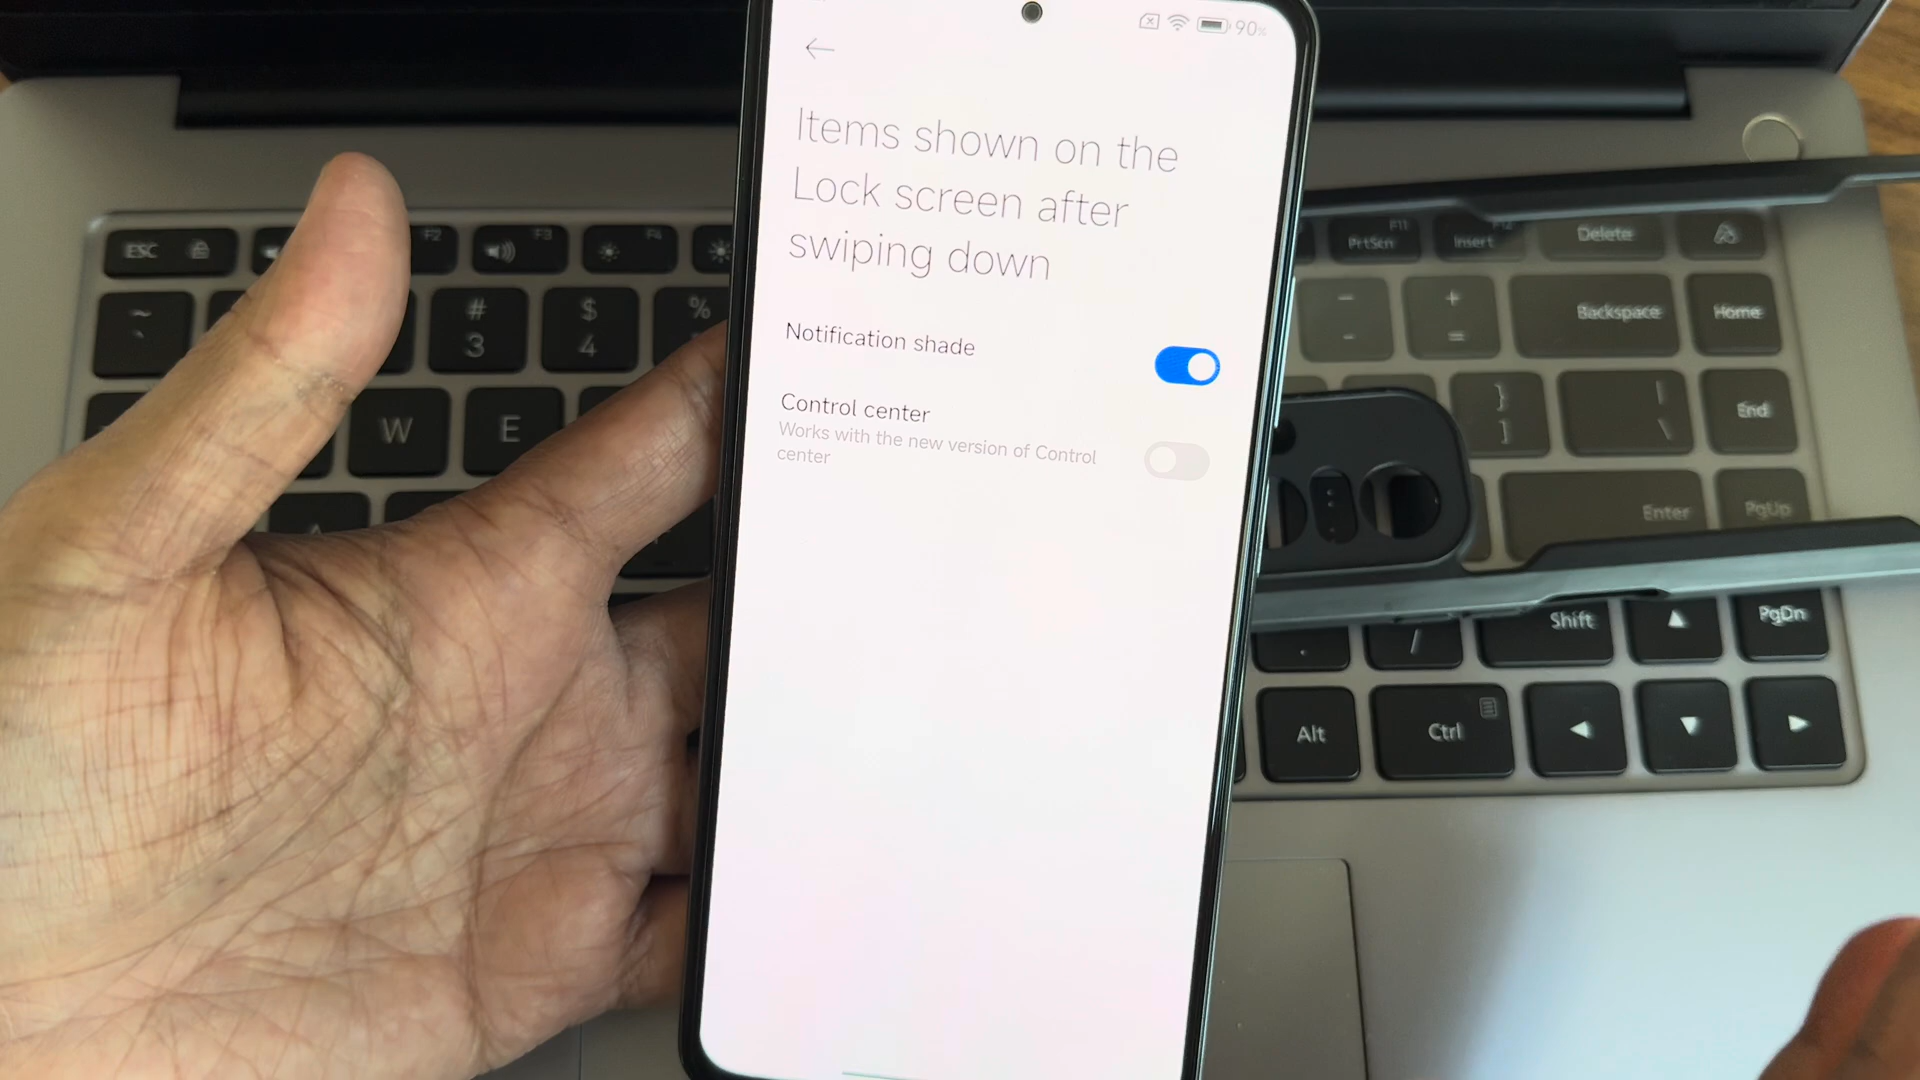 90%
Items shown on the
Lock screen after
swiping down
Notification shade
Control center
Works with the new version of Control
center
ESC
F2
F3
F4
F11
PrtScn
Insert
Delete
~
`
#
3
$
4
%
-
-
+
=
Backspace
Home
W
E
}
]
|
\
End
Enter
PgUp
.
/
Shift
PgDn
Alt
Ctrl